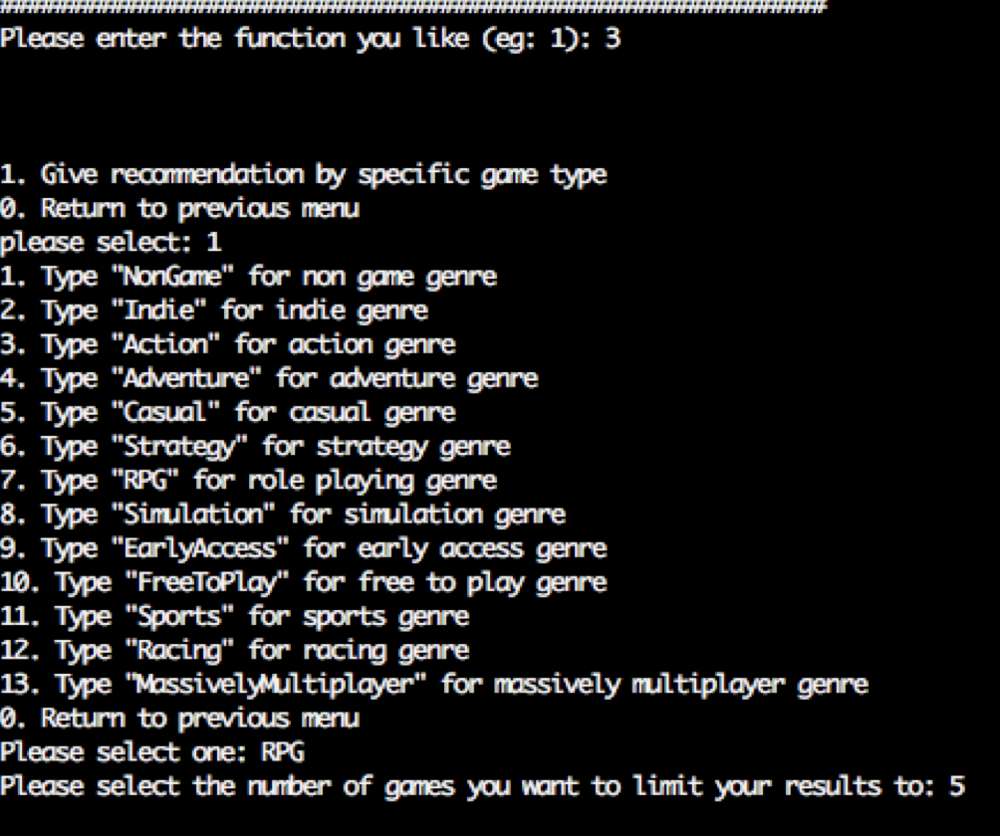 Please enter the function you like (eg: 1): 3
1. Give recommendation by specific game type
0. Return to previous menu
please select: 1
1. Type "NonGame" for non game genre
2. Type "Indie" for indie genre
3. Type "Action" for action genre
4. Type "Adventure" for adventure genre
5. Type "Casual" for casual genre
6. Type "Strategy" for strategy genre
7. Type "RPG" for role playing genre
8. Type "Simulation" for simulation genre
9. Type "EarlyAccess" for early access genre
10. Type "FreeToPlay" for free to play genre
11. Type "Sports" for sports genre
12. Type "Racing" for racing genre
13. Type "MassivelyMultiplayer" for massively multiplayer genre
0. Return to previous menu
Please select one: RPG
Please select the number of games you want to limit your results to: 5